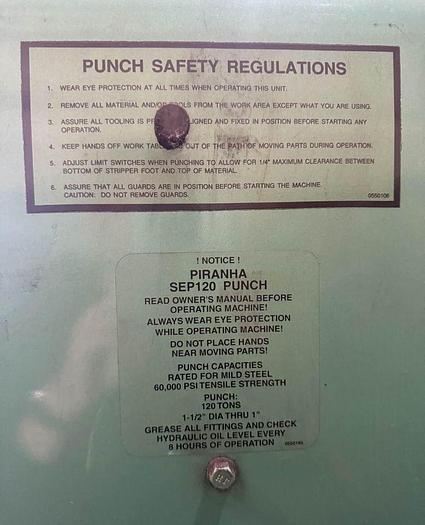 PUNCH SAFETY REGULATIONS
1. WEAR EYE PROTECTION AT ALL TIMES WHEN OPERATING THIS UNIT.
2. REMOVE ALL MATERIAL AND/OR TOOLS FROM THE WORK AREA EXCEPT WHAT YOU ARE USING.
3. ASSURE ALL TOOLING IS AND FIXED IN POSITION BEFORE STARTING ANY
OPERATION.
4. KEEP HANDS OFF WORK OUT OF THE PATH OF MOVING PARTS DURING OPERATION.
5. ADJUST LIMIT SWITCHES WHEN PUNCHING TO ALLOW FOR 1/4" MAXIMUM CLEARANCE BETWEEN
BOTTOM OF STRIPPER FOOT AND TOP OF MATERIAL.
6. ASSURE THAT ALL GUARDS ARE IN POSITION BEFORE STARTING THE MACHINE.
CAUTION: DO NOT REMOVE GUARDS.
! NOTICE !
PIRANHA
SEP120 PUNCH
READ OWNER'S MANUAL BEFORE
OPERATING MACHINE!
ALWAYS WEAR EYE PROTECTION
WHILE OPERATING MACHINE!
DO NOT PLACE HANDS
NEAR MOVING PARTS!
PUNCH CAPACITIES
RATED FOR MILD STEEL
60,000 PSI TENSILE STRENGTH
PUNCH:
120 TONS
1-1/2" DIA THRU 1"
GREASE ALL FITTINGS AND CHECK
HYDRAULIC OIL LEVEL EVERY
8 HOURS OF OPERATION